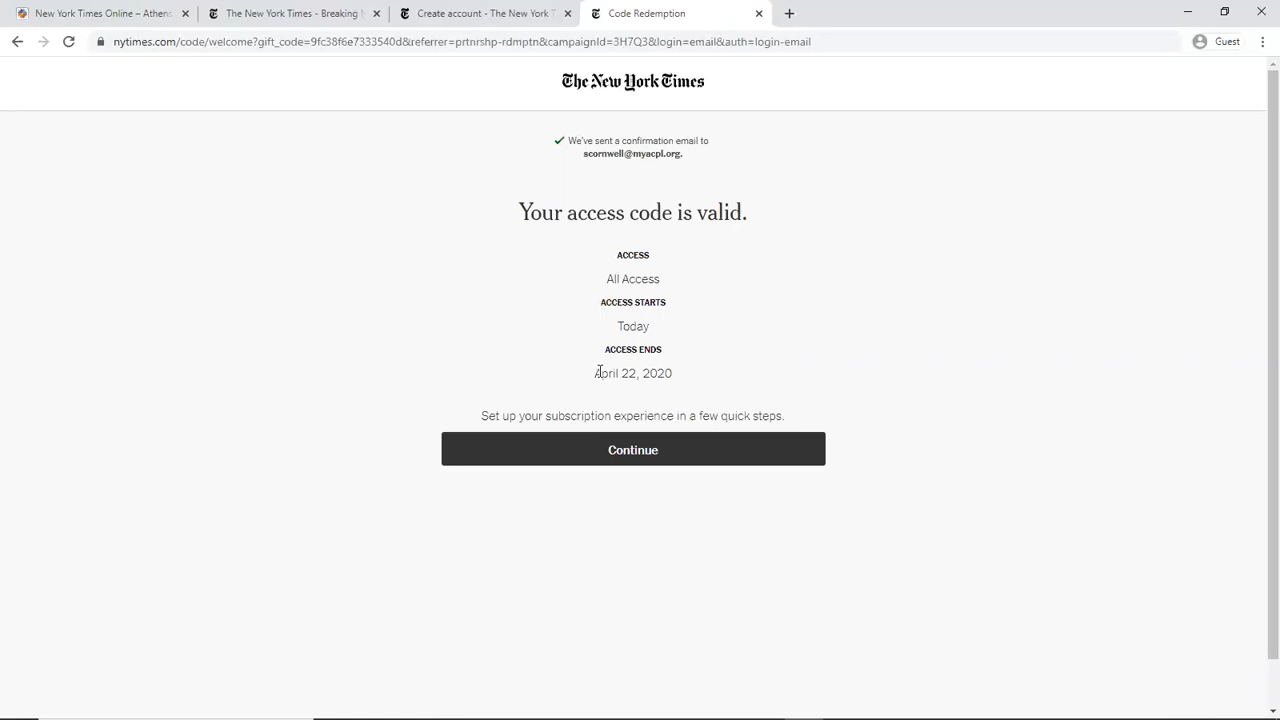 New York Times Online – Athens
The New York Times - Breaking
Create account - The New York T
Code Redemption
nytimes.com/code/welcome?gift_code=9fc38f6e7333540d&referrer=prtnrshp-rdmptn&campaignId=3H7Q3&login=email&auth=login-email
Guest
The New York Times
We've sent a confirmation email to
scornwell@myacpl.org.
Your access code is valid.
ACCESS
All Access
ACCESS STARTS
Today
ACCESS ENDS
April 22, 2020
Set up your subscription experience in a few quick steps.
Continue